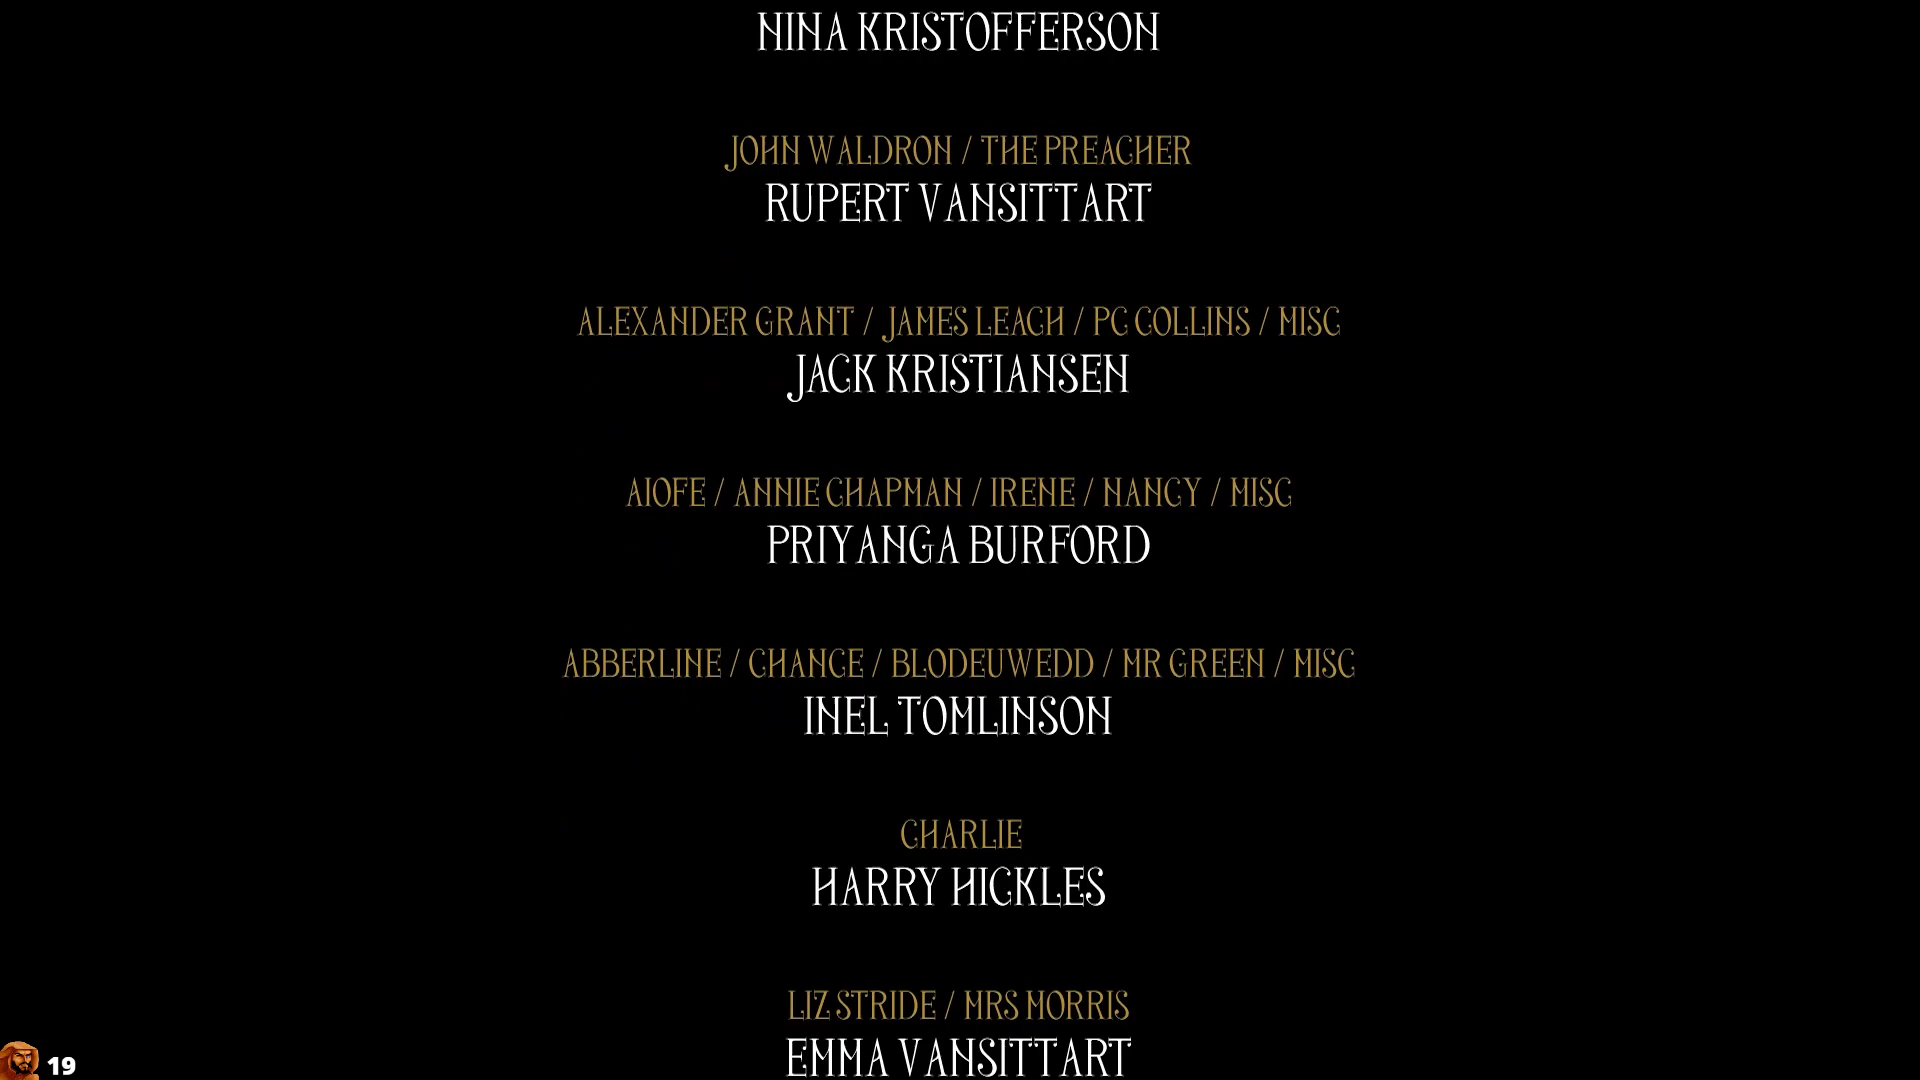 NINA KRISTOFFERSON
JOHN WALDRON / THE PREACHER
RUPERT VANSITTART
ALEXANDER GRANT / JAMES LEACH / PC COLLINS / MISC
JACK KRISTIANSEN
AIOFE / ANNIE CHAPMAN / IRENE / NANCY / MISC
PRIYANGA BURFORD
ABBERLINE / CHANCE / BLODEUWEDD / MR GREEN / MISC
INEL TOMLINSON
CHARLIE
HARRY HICKLES
LIZ STRIDE / MRS MORRIS
EMMA VANSITTART
19